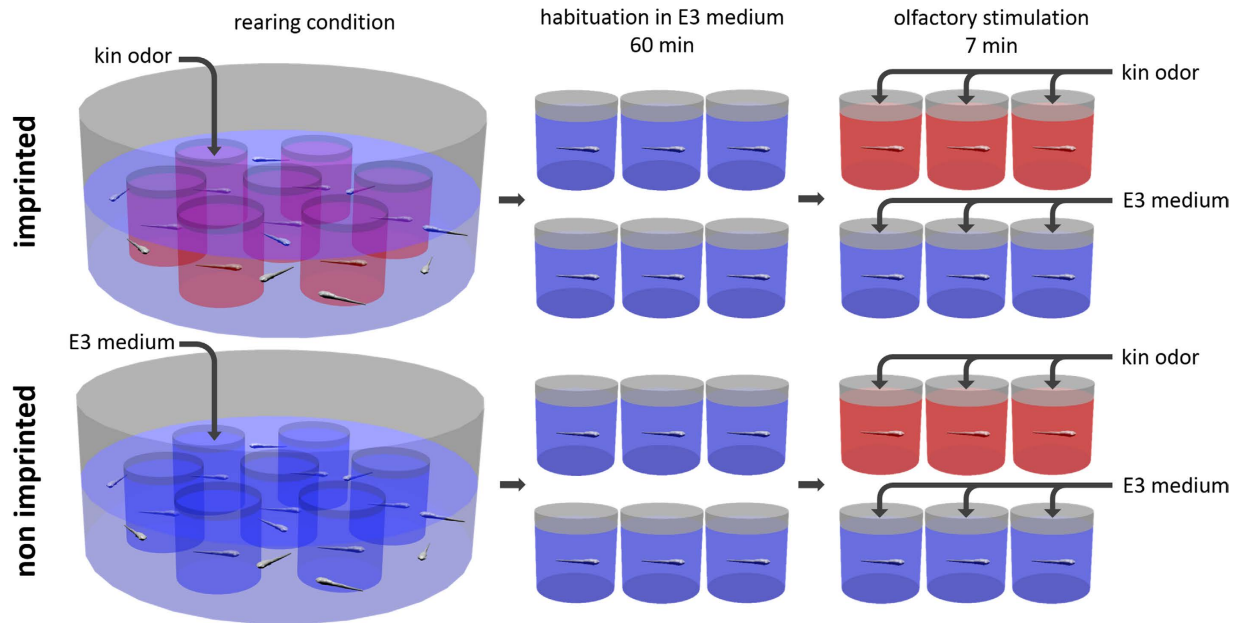 rearing condition
habituation in E3 medium
60 min
olfactory stimulation
7 min
imprinted
kin odor
kin odor
E3 medium
non imprinted
E3 medium
kin odor
E3 medium